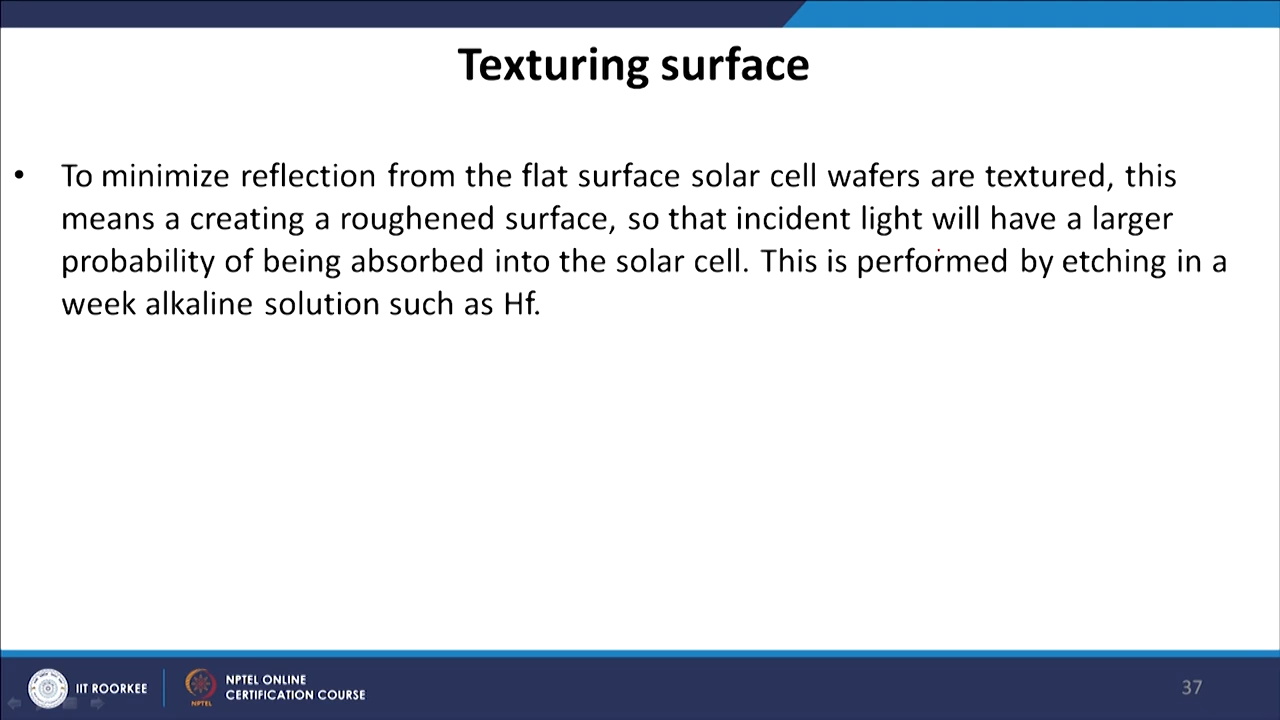 Texturing surface
• To minimize reflection from the flat surface solar cell wafers are textured, this
means a creating a roughened surface, so that incident light will have a larger
probability of being absorbed into the solar cell. This is performed by etching in a
week alkaline solution such as Hf.
IIT ROORKEE
NPTEL
NPTEL ONLINE
CERTIFICATION COURSE
37